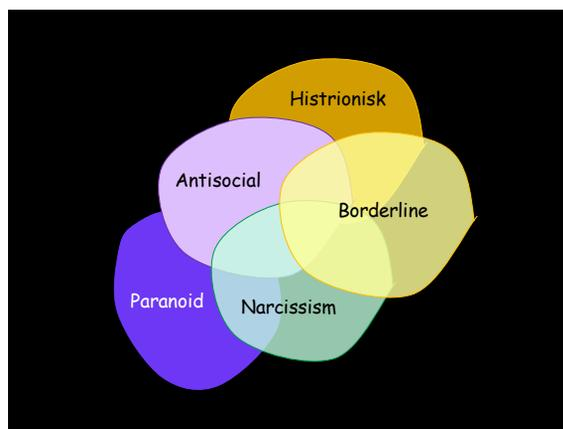 Histrionisk
Antisocial
Borderline
Paranoid
Narcissism